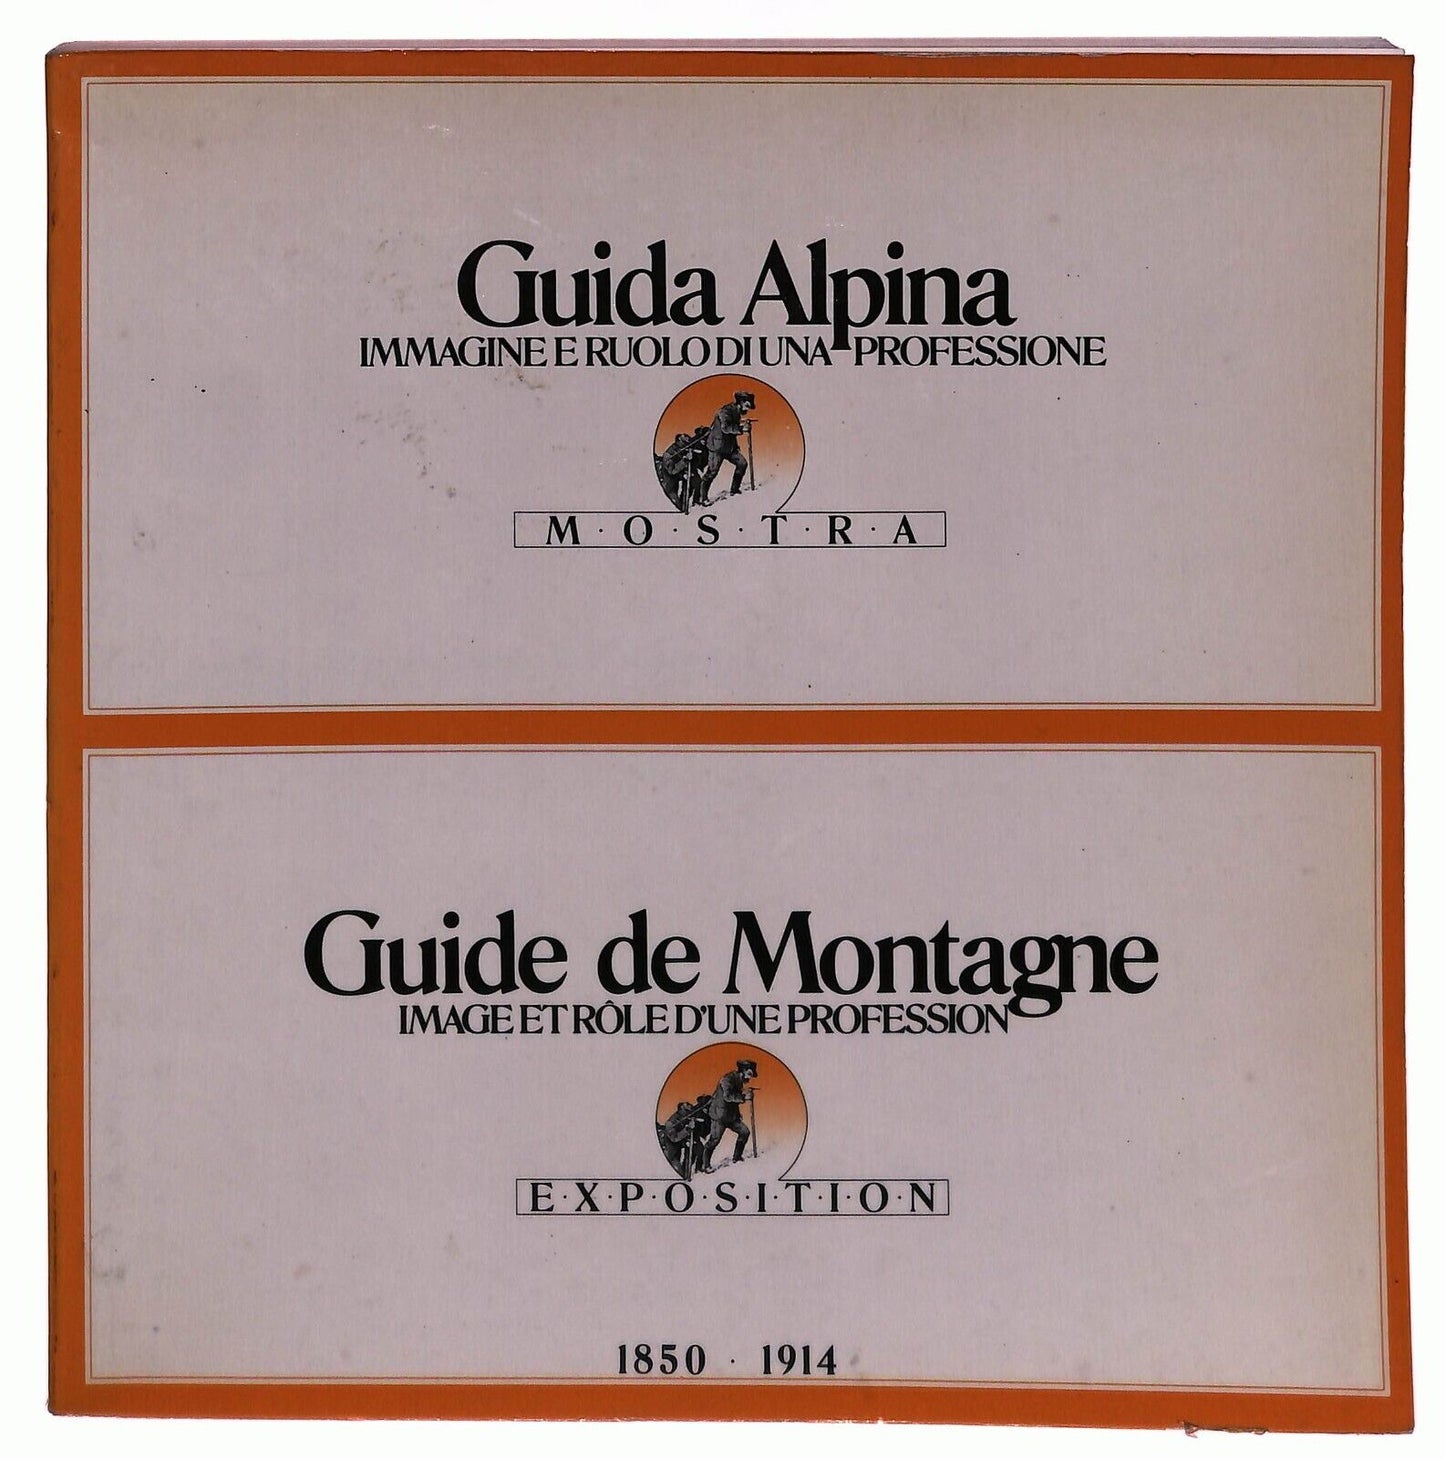 Guida Alpina
IMMAGINE E RUOLO DI UNA PROFESSIONE
M·O·S·T·R·A
Guide de Montagne
IMAGE ET RÔLE D'UNE PROFESSION
E·X·P·O·S·I·T·I·O·N
1850 · 1914